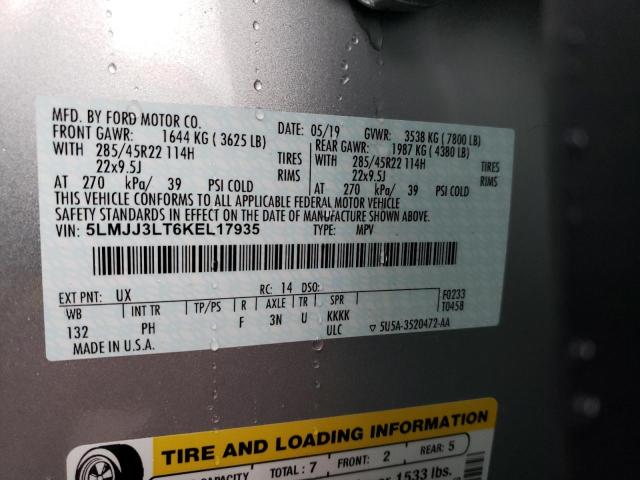 MFD. BY FORD MOTOR CO.
DATE: 05/19 GVWR: 3538 KG (7800 LB)
FRONT GAWR: 1644 KG (3625 LB)
REAR GAWR: 1987 KG (4380 LB)
WITH 285/45R22 114H TIRES
WITH 285/45R22 114H TIRES
22x9.5J RIMS
22x9.5J RIMS
AT 270 kPa/ 39 PSI COLD
AT 270 kPa/ 39 PSI COLD
THIS VEHICLE CONFORMS TO ALL APPLICABLE FEDERAL MOTOR VEHICLE
SAFETY STANDARDS IN EFFECT ON THE DATE OF MANUFACTURE SHOWN ABOVE.
VIN: 5LMJJ3LT6KEL17935 TYPE: MPV
EXT PNT: UX RC: 14 DSO: F0233
T0458
WB INT TR TP/PS R AXLE TR SPR
132 PH F 3N U KKKK
ULC 5U5A-3520472-AA
MADE IN U.S.A.
TIRE AND LOADING INFORMATION
CAPACITY TOTAL: 7 FRONT: 2 REAR: 5
1533 lbs.